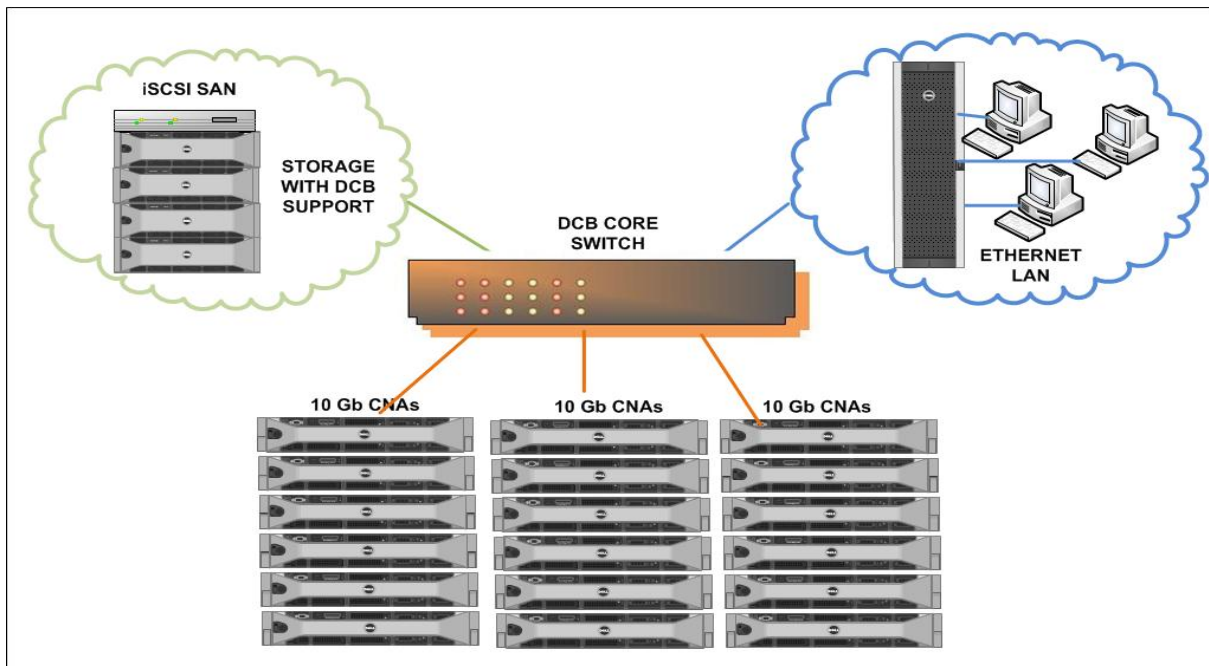 iSCSI SAN
STORAGE
WITH DCB
SUPPORT
DCB CORE
SWITCH
ETHERNET
LAN
10 Gb CNAs
10 Gb CNAs
10 Gb CNAs